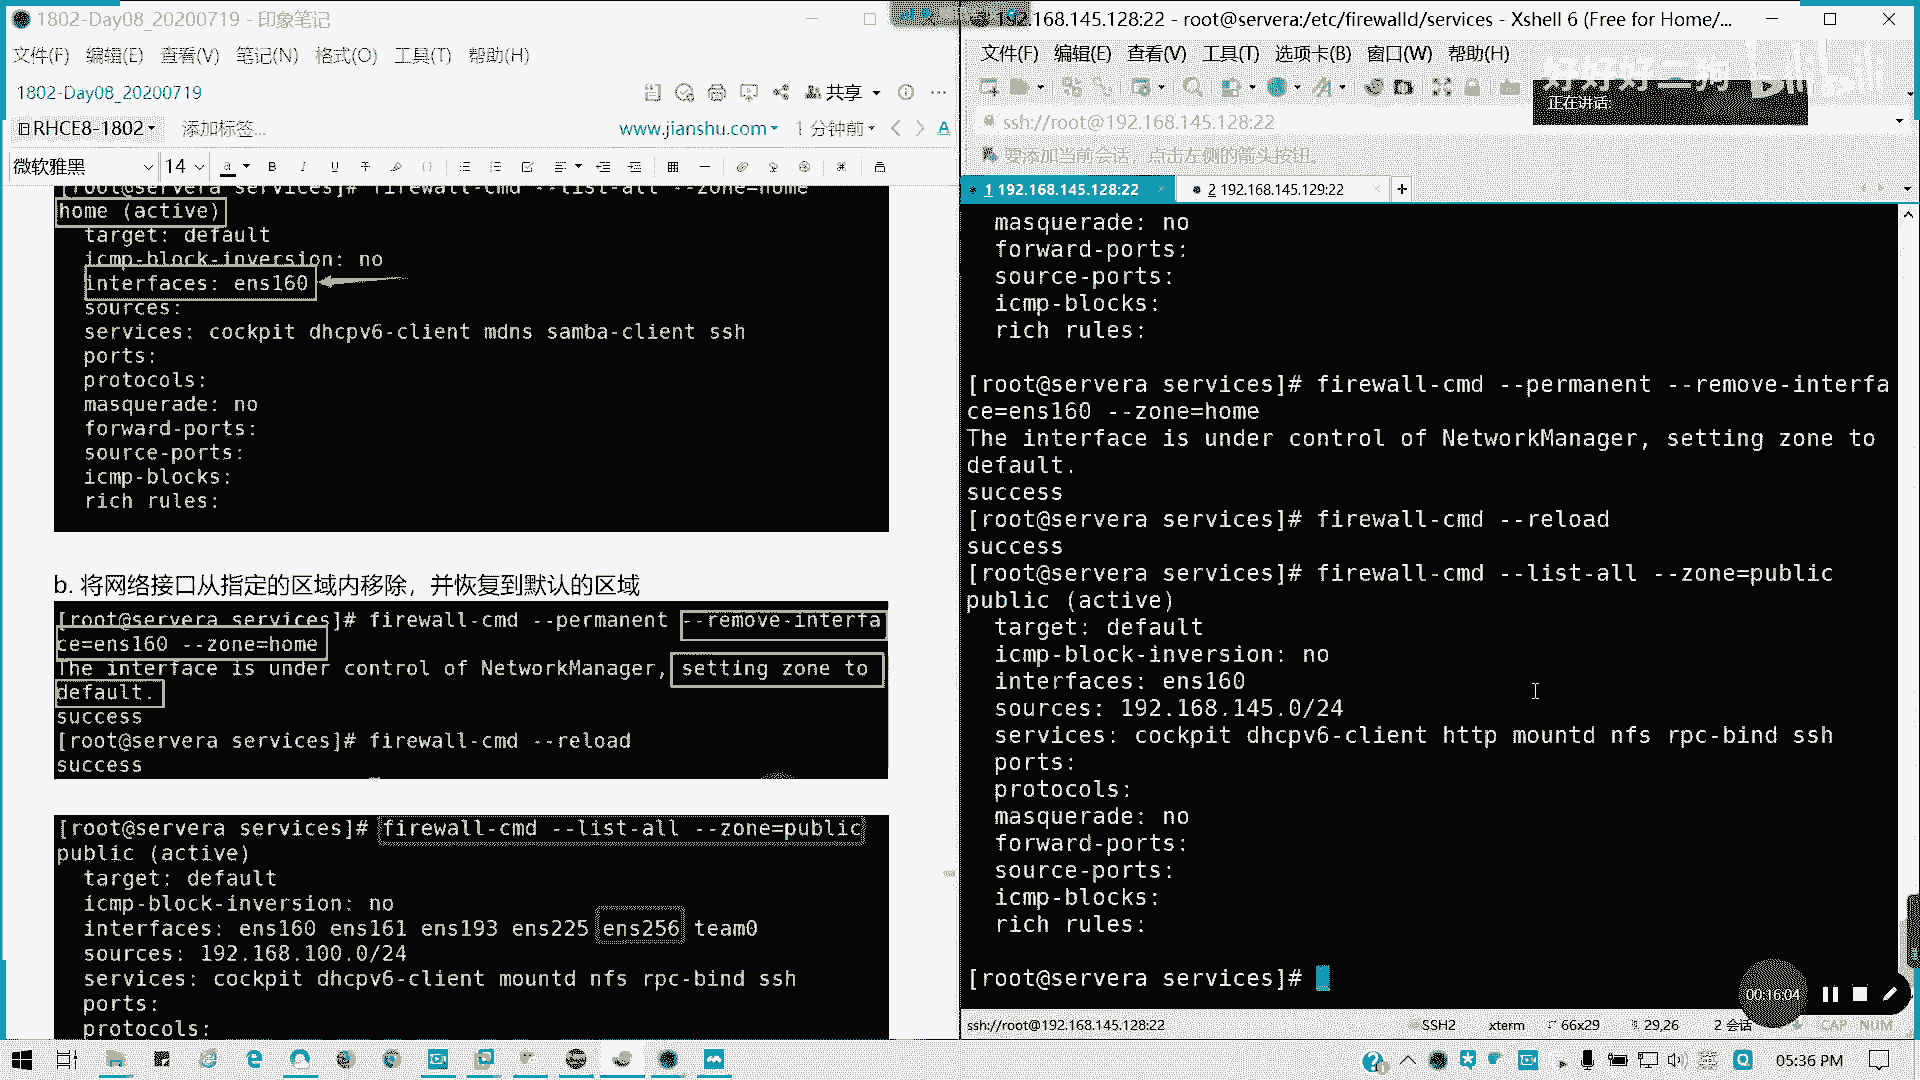 1802-Day08_20200719 - 印象笔记
文件(F) 编辑(E) 查看(V) 笔记(N) 格式(O) 工具(T) 帮助(H)
1802-Day08_20200719
共享
RHCE8-1802
添加标签...
www.jianshu.com
1 分钟前
微软雅黑
14
[root@servera services]# firewall-cmd --list-all --zone=home
home (active)
target: default
icmp-block-inversion: no
interfaces: ens160
sources:
services: cockpit dhcpv6-client mdns samba-client ssh
ports:
protocols:
masquerade: no
forward-ports:
source-ports:
icmp-blocks:
rich rules:
b. 将网络接口从指定的区域内移除，并恢复到默认的区域
[root@servera services]# firewall-cmd --permanent --remove-interfa
ce=ens160 --zone=home
The interface is under control of NetworkManager, setting zone to
default.
success
[root@servera services]# firewall-cmd --reload
success
[root@servera services]# firewall-cmd --list-all --zone=public
public (active)
target: default
icmp-block-inversion: no
interfaces: ens160 ens161 ens193 ens225 ens256 team0
sources: 192.168.100.0/24
services: cockpit dhcpv6-client mountd nfs rpc-bind ssh
ports:
protocols:
192.168.145.128:22 - root@servera:/etc/firewalld/services - Xshell 6 (Free for Home/...
文件(F) 编辑(E) 查看(V) 工具(T) 选项卡(B) 窗口(W) 帮助(H)
正在讲话:
ssh://root@192.168.145.128:22
要添加当前会话，点击左侧的箭头按钮。
1 192.168.145.128:22
2 192.168.145.129:22
masquerade: no
forward-ports:
source-ports:
icmp-blocks:
rich rules:
[root@servera services]# firewall-cmd --permanent --remove-interfa
ce=ens160 --zone=home
The interface is under control of NetworkManager, setting zone to
default.
success
[root@servera services]# firewall-cmd --reload
success
[root@servera services]# firewall-cmd --list-all --zone=public
public (active)
target: default
icmp-block-inversion: no
interfaces: ens160
sources: 192.168.145.0/24
services: cockpit dhcpv6-client http mountd nfs rpc-bind ssh
ports:
protocols:
masquerade: no
forward-ports:
source-ports:
icmp-blocks:
rich rules:
[root@servera services]#
00:16:04
ssh://root@192.168.145.128:22
SSH2
xterm
66x29
29,26
2 会话
CAP NUM
05:36 PM